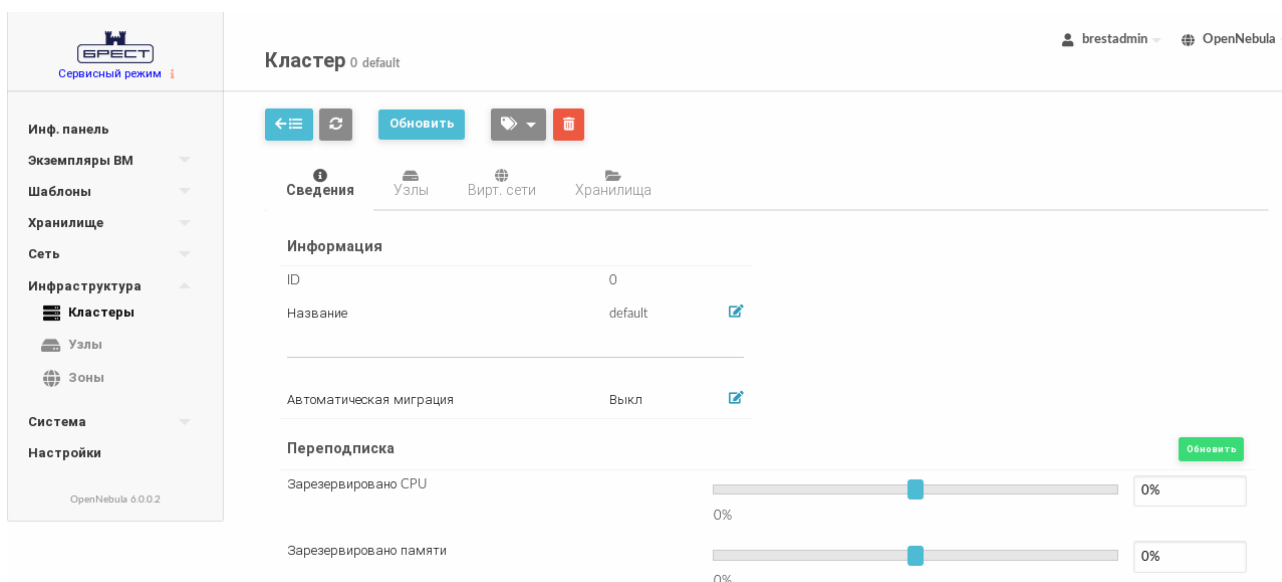 БРЕСТ
Сервисный режим
brestadmin OpenNebula
Кластер 0 default
Обновить
Инф. панель
Экземпляры ВМ
Шаблоны
Хранилище
Сеть
Инфраструктура
Кластеры
Узлы
Зоны
Система
Настройки
OpenNebula 6.0.0.2
Сведения Узлы Вирт. сети Хранилища
Информация
ID 0
Название default
Автоматическая миграция Выкл
Переподписка Обновить
Зарезервировано CPU 0%
0%
Зарезервировано памяти 0%
0%